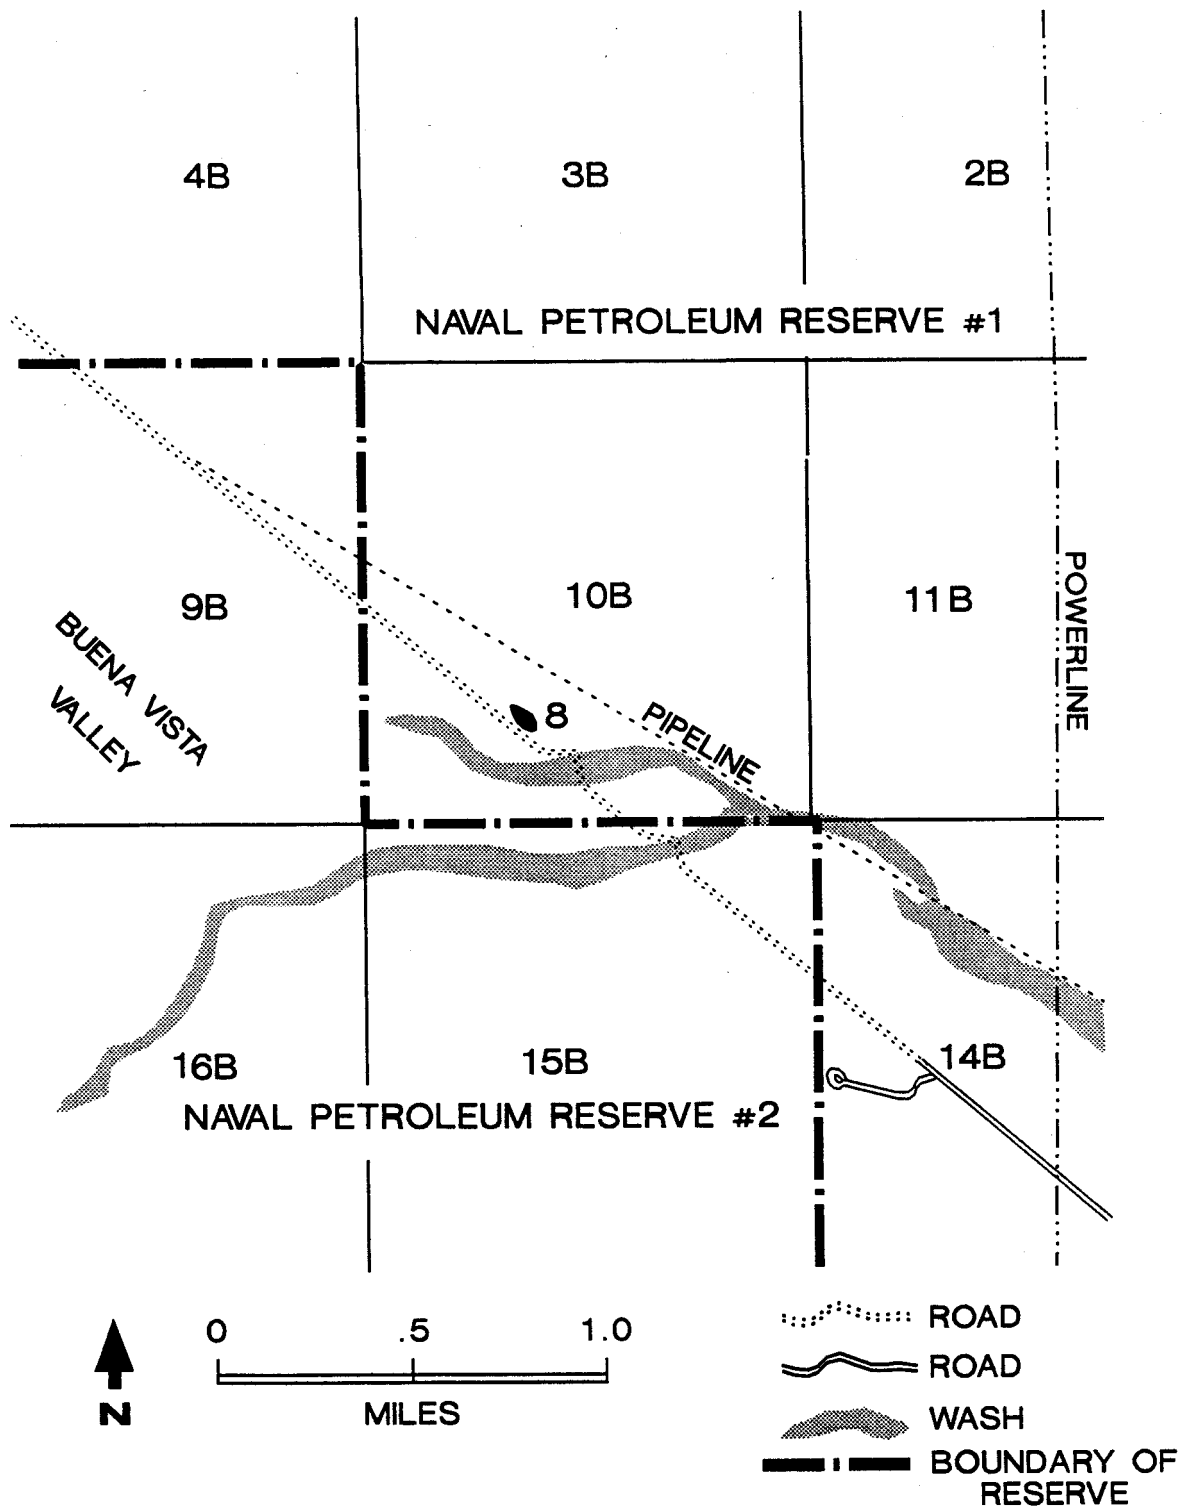 4B
3B
2B
NAVAL PETROLEUM RESERVE #1
9B
10B
11B
POWERLINE
BUENA VISTA
VALLEY
8
PIPELINE
16B
15B
14B
NAVAL PETROLEUM RESERVE #2
0 .5 1.0
MILES
N
ROAD
ROAD
WASH
BOUNDARY OF
RESERVE